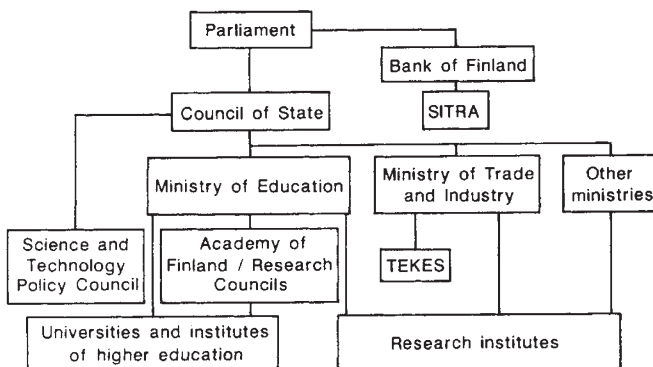 Parliament
Bank of Finland
Council of State
SITRA
Ministry of Education
Ministry of Trade
and Industry
Other
ministries
Science and
Technology
Policy Council
Academy of
Finland / Research
Councils
TEKES
Universities and institutes
of higher education
Research institutes